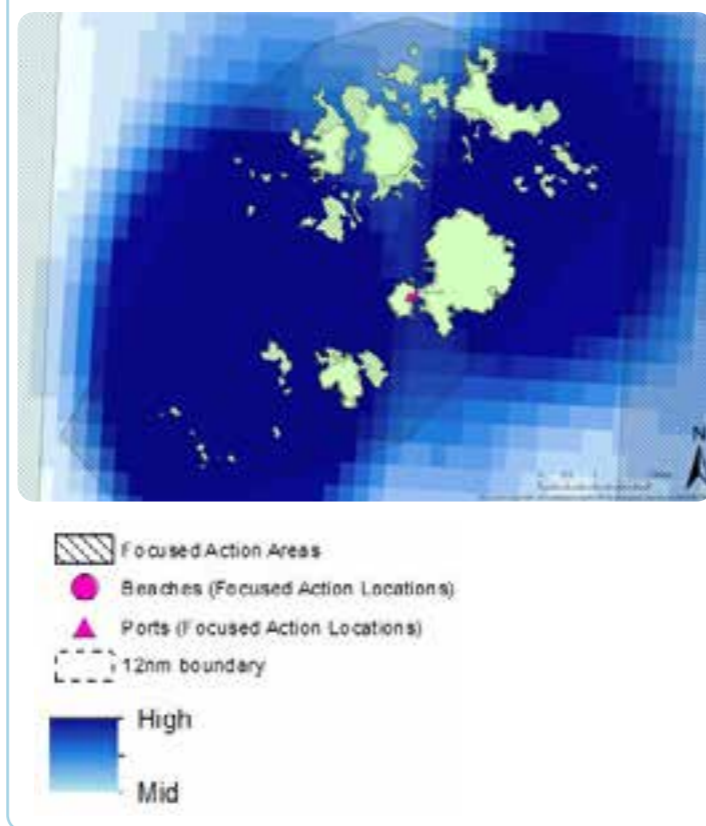 N
Focused Action Areas
Beaches (Focused Action Locations)
Ports (Focused Action Locations)
12nm boundary
High
Mid